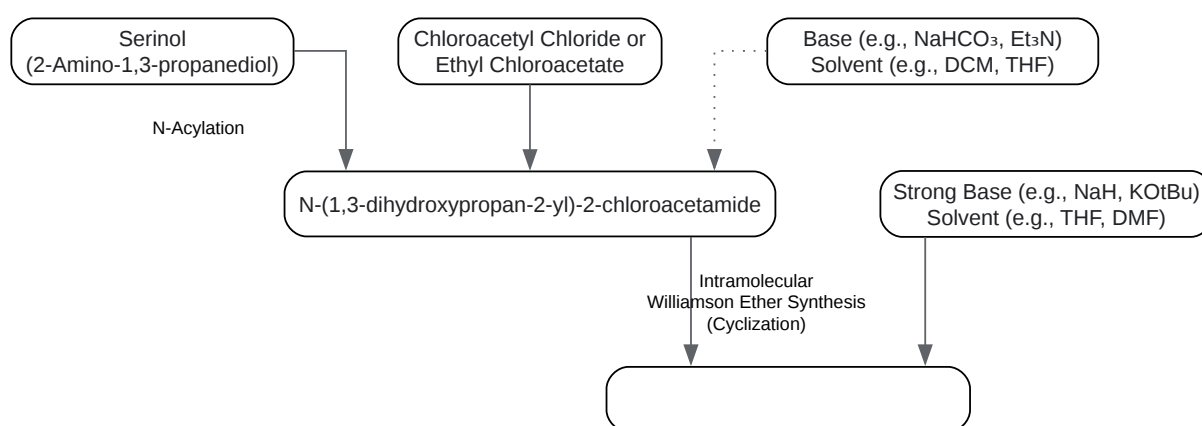 Serinol
(2-Amino-1,3-propanediol)
Chloroacetyl Chloride or
Ethyl Chloroacetate
Base (e.g., NaHCO₃, Et₃N)
Solvent (e.g., DCM, THF)
N-Acylation
N-(1,3-dihydroxypropan-2-yl)-2-chloroacetamide
Strong Base (e.g., NaH, KOtBu)
Solvent (e.g., THF, DMF)
Intramolecular
Williamson Ether Synthesis
(Cyclization)